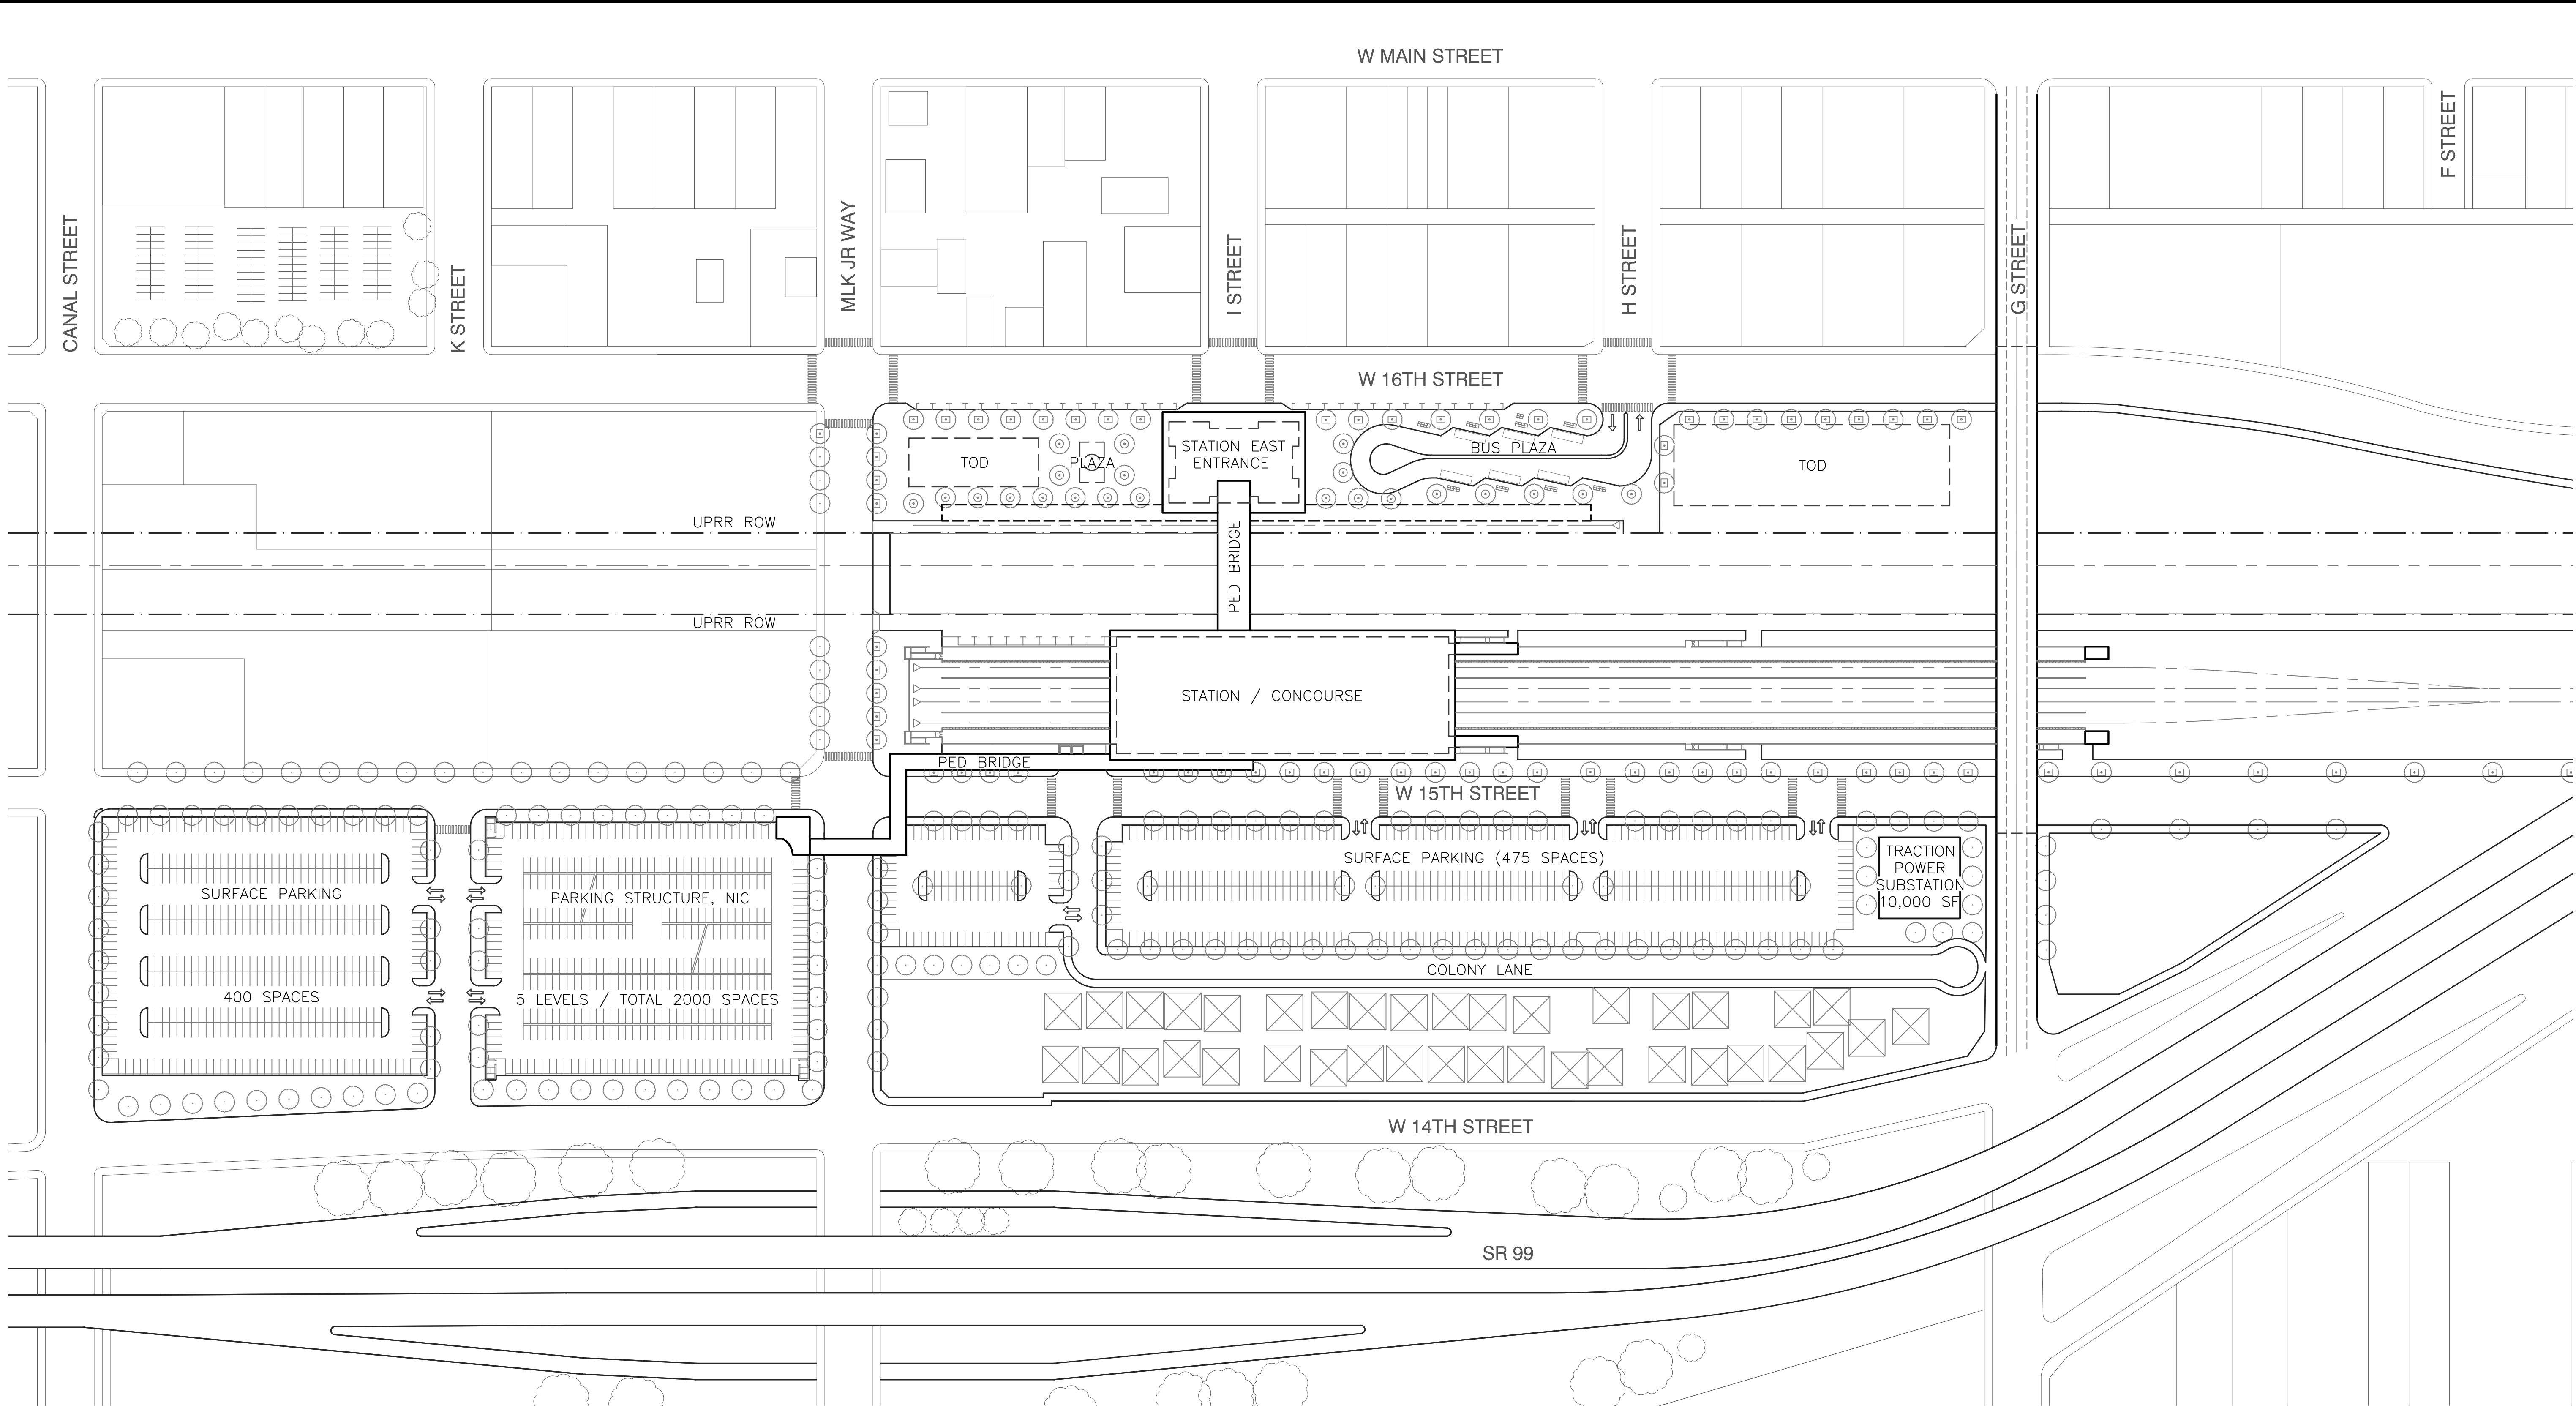 W MAIN STREET
CANAL STREET
K STREET
MLK JR WAY
I STREET
H STREET
G STREET
F STREET
W 16TH STREET
TOD
PLAZA
STATION EAST
ENTRANCE
BUS PLAZA
TOD
UPRR ROW
PED BRIDGE
UPRR ROW
STATION / CONCOURSE
PED BRIDGE
W 15TH STREET
SURFACE PARKING
400 SPACES
PARKING STRUCTURE, NIC
5 LEVELS / TOTAL 2000 SPACES
SURFACE PARKING (475 SPACES)
TRACTION
POWER
SUBSTATION
10,000 SF
COLONY LANE
W 14TH STREET
SR 99